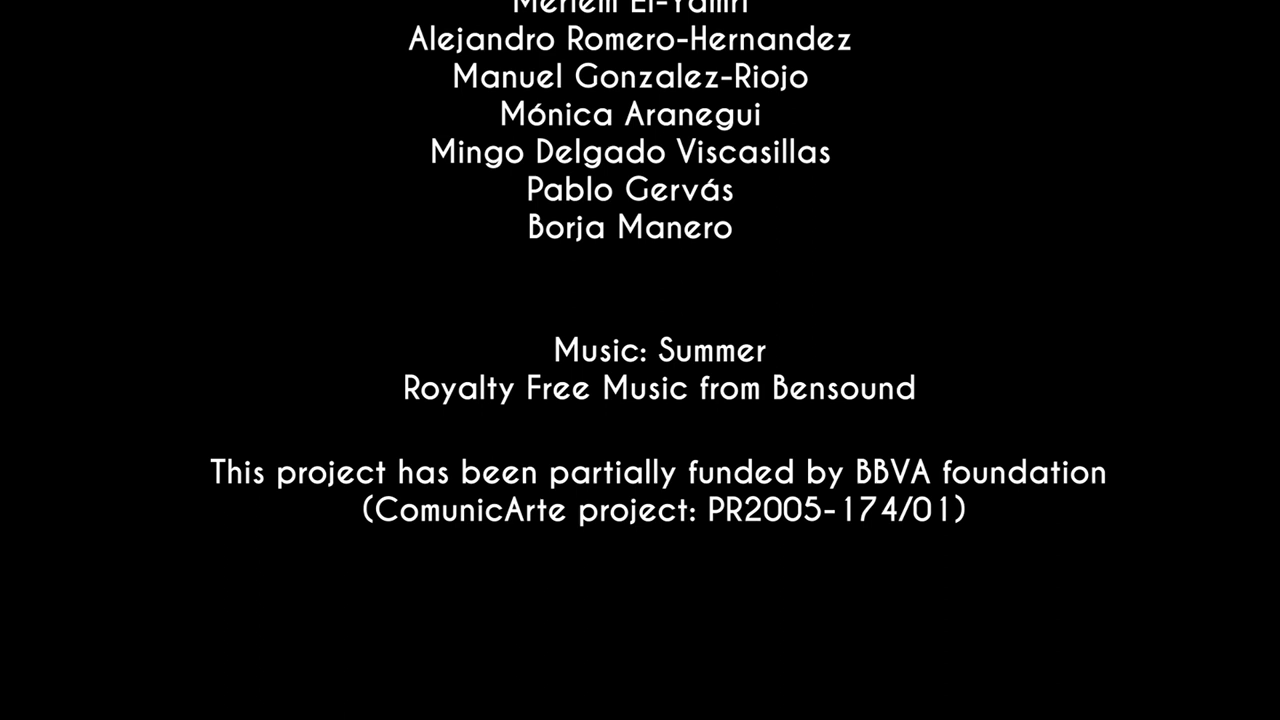 Alejandro Romero-Hernandez
Manuel Gonzalez-Riojo
Mónica Aranegui
Mingo Delgado Viscasillas
Pablo Gervás
Borja Manero
Music: Summer
Royalty Free Music from Bensound
This project has been partially funded by BBVA foundation
(ComunicArte project: PR2005-174/01)